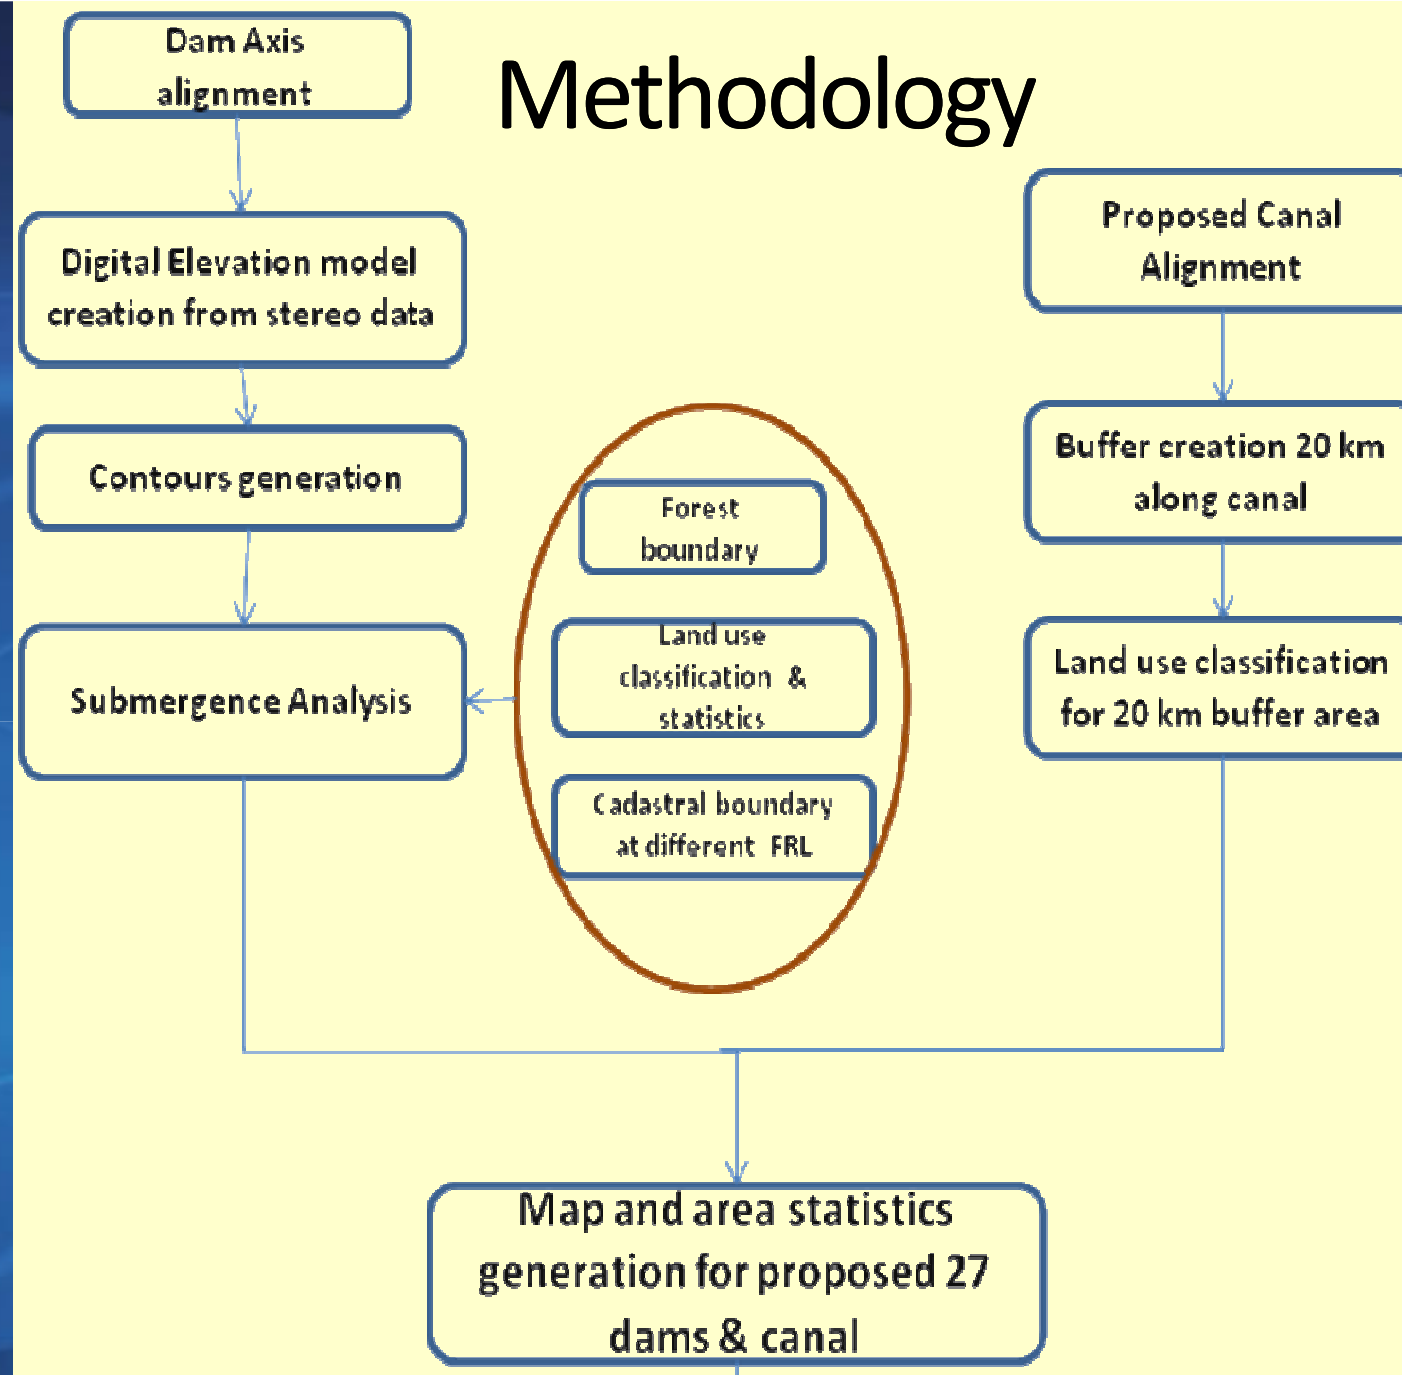 Methodology
Dam Axis
alignment
Digital Elevation model
creation from stereo data
Contours generation
Submergence Analysis
Forest
boundary
Land use
classification &
statistics
Cadastral boundary
at different FRL
Proposed Canal
Alignment
Buffer creation 20 km
along canal
Land use classification
for 20 km buffer area
Map and area statistics
generation for proposed 27
dams & canal